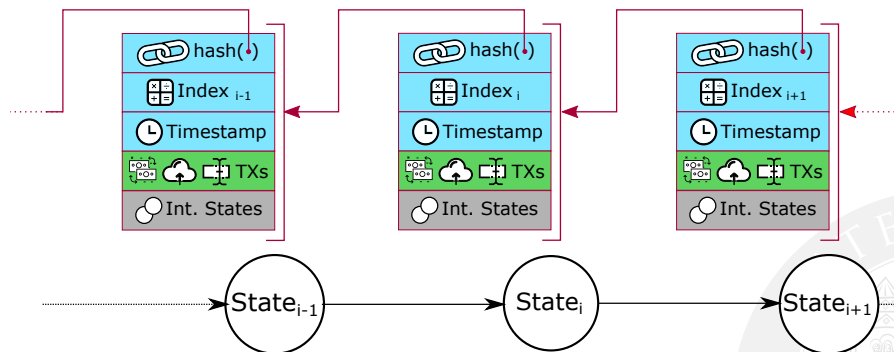 hash(·)
Index i-1
Timestamp
TXs
Int. States
hash(·)
Index i
Timestamp
TXs
Int. States
hash(·)
Index i+1
Timestamp
TXs
Int. States
State i-1
State i
State i+1
TE